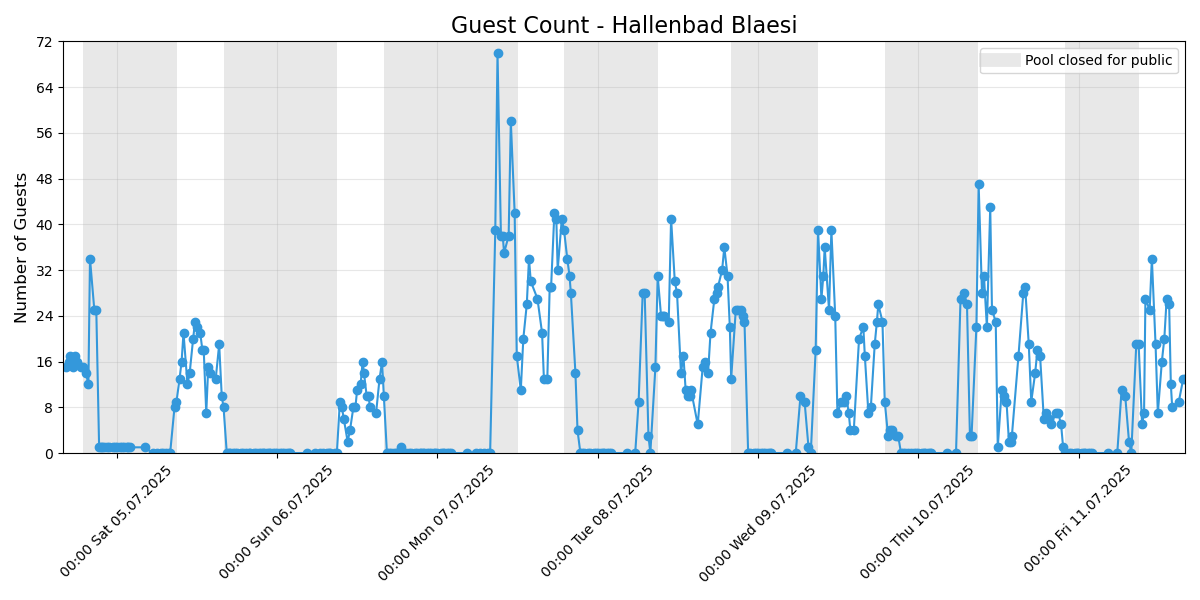 Guest Count - Hallenbad Blaesi
Pool closed for public
Number of Guests
72
64
56
48
40
32
24
16
8
0
00:00 Sat 05.07.2025
00:00 Sun 06.07.2025
00:00 Mon 07.07.2025
00:00 Tue 08.07.2025
00:00 Wed 09.07.2025
00:00 Thu 10.07.2025
00:00 Fri 11.07.2025